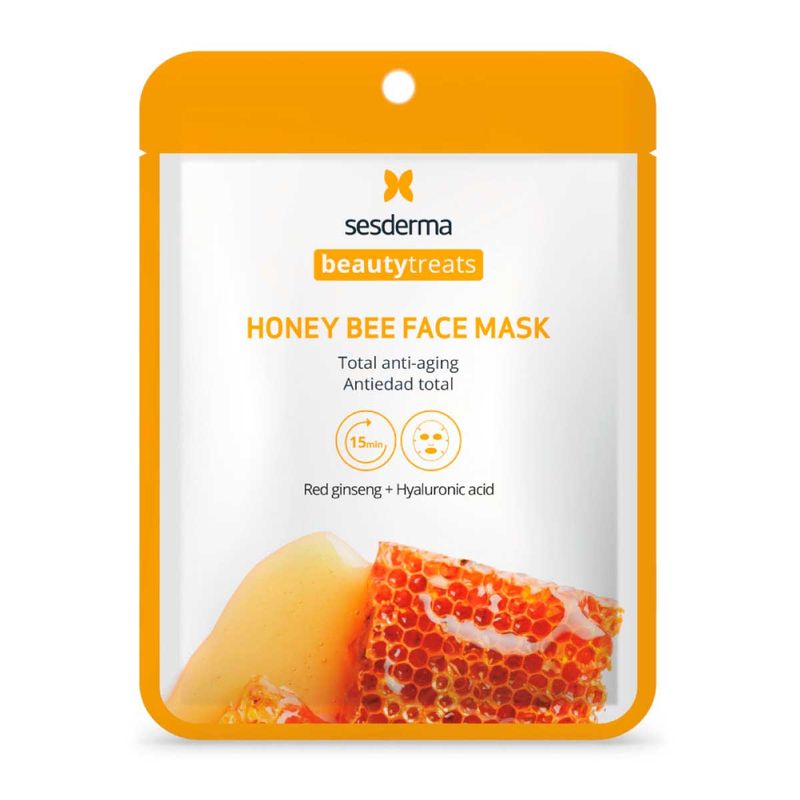 sesderma
beautytreats
HONEY BEE FACE MASK
Total anti-aging
Antiedad total
15min
Red ginseng + Hyaluronic acid